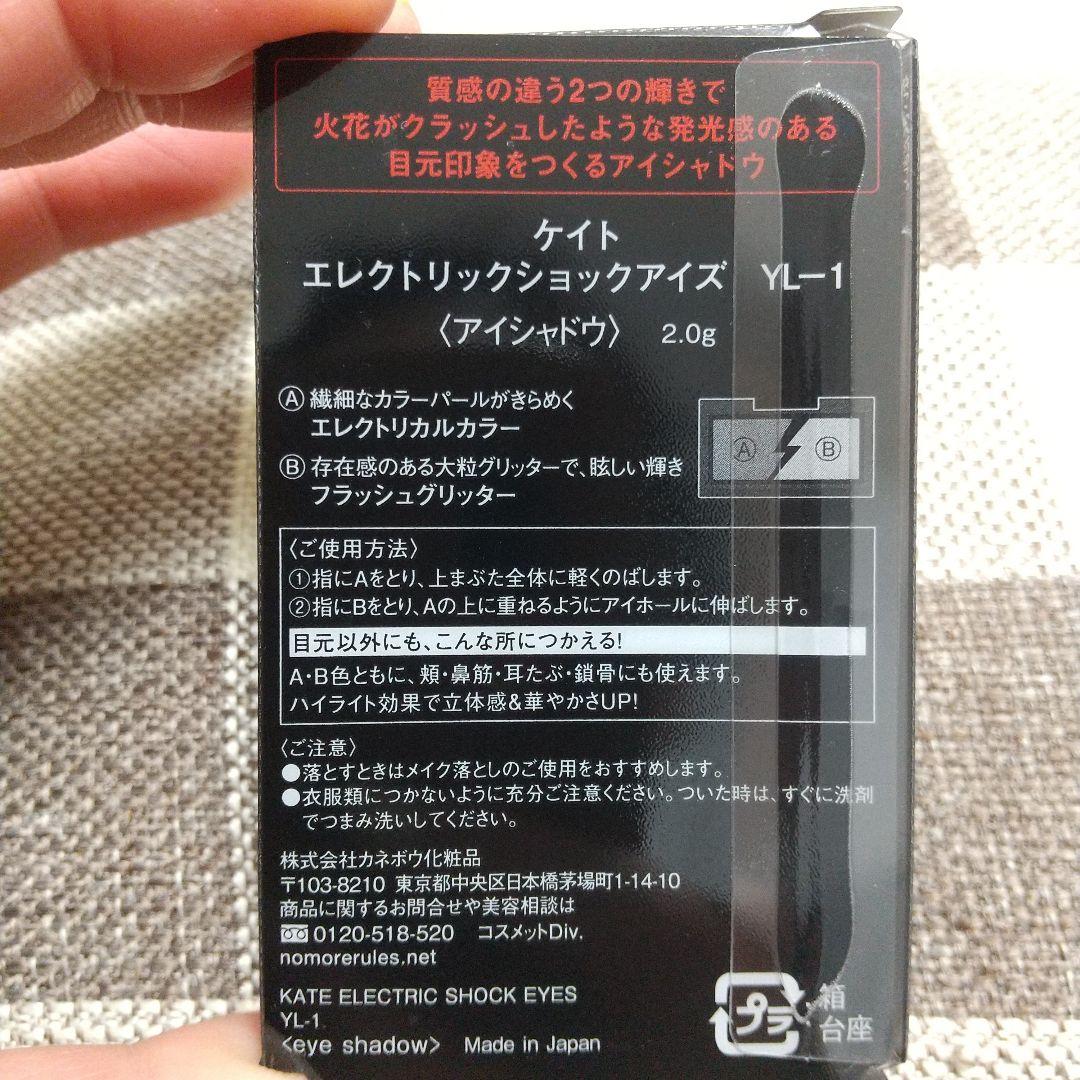 質感の違う2つの輝きで
火花がクラッシュしたような発光感のある
目元印象をつくるアイシャドウ
ケイト
エレクトリックショックアイズ YL-1
〈アイシャドウ〉 2.0g
Ⓐ 繊細なカラーパールがきらめく
エレクトリカルカラー
Ⓑ 存在感のある大粒グリッターで、眩しい輝き
フラッシュグリッター
Ⓐ Ⓑ
〈ご使用方法〉
①指にAをとり、上まぶた全体に軽くのばします。
②指にBをとり、Aの上に重ねるようにアイホールに伸ばします。
目元以外にも、こんな所につかえる!
A・B色ともに、頬・鼻筋・耳たぶ・鎖骨にも使えます。
ハイライト効果で立体感&華やかさUP!
〈ご注意〉
●落とすときはメイク落としのご使用をおすすめします。
●衣服類につかないように充分ご注意ください。ついた時は、すぐに洗剤
でつまみ洗いしてください。
株式会社カネボウ化粧品
〒103-8210 東京都中央区日本橋茅場町1-14-10
商品に関するお問合せや美容相談は
0120-518-520 コスメットDiv.
nomorerules.net
KATE ELECTRIC SHOCK EYES
YL-1
<eye shadow> Made in Japan
プラ 箱
台座